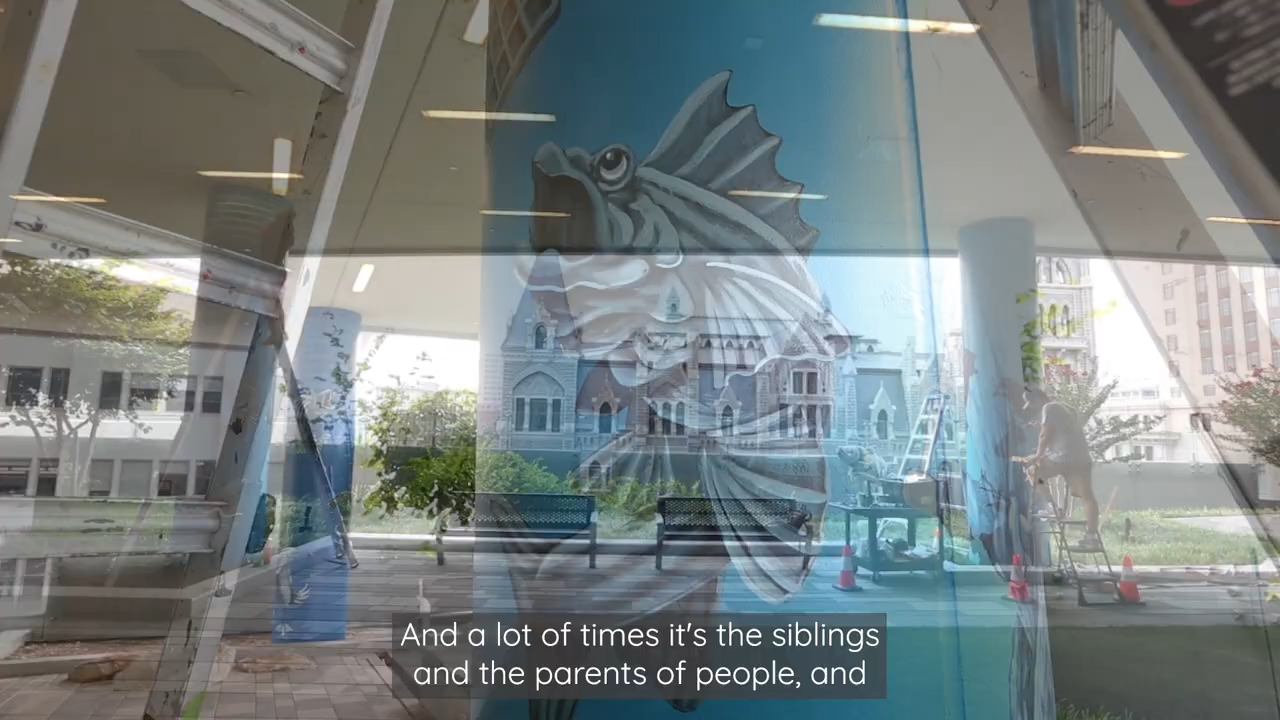 And a lot of times it's the siblings
and the parents of people, and